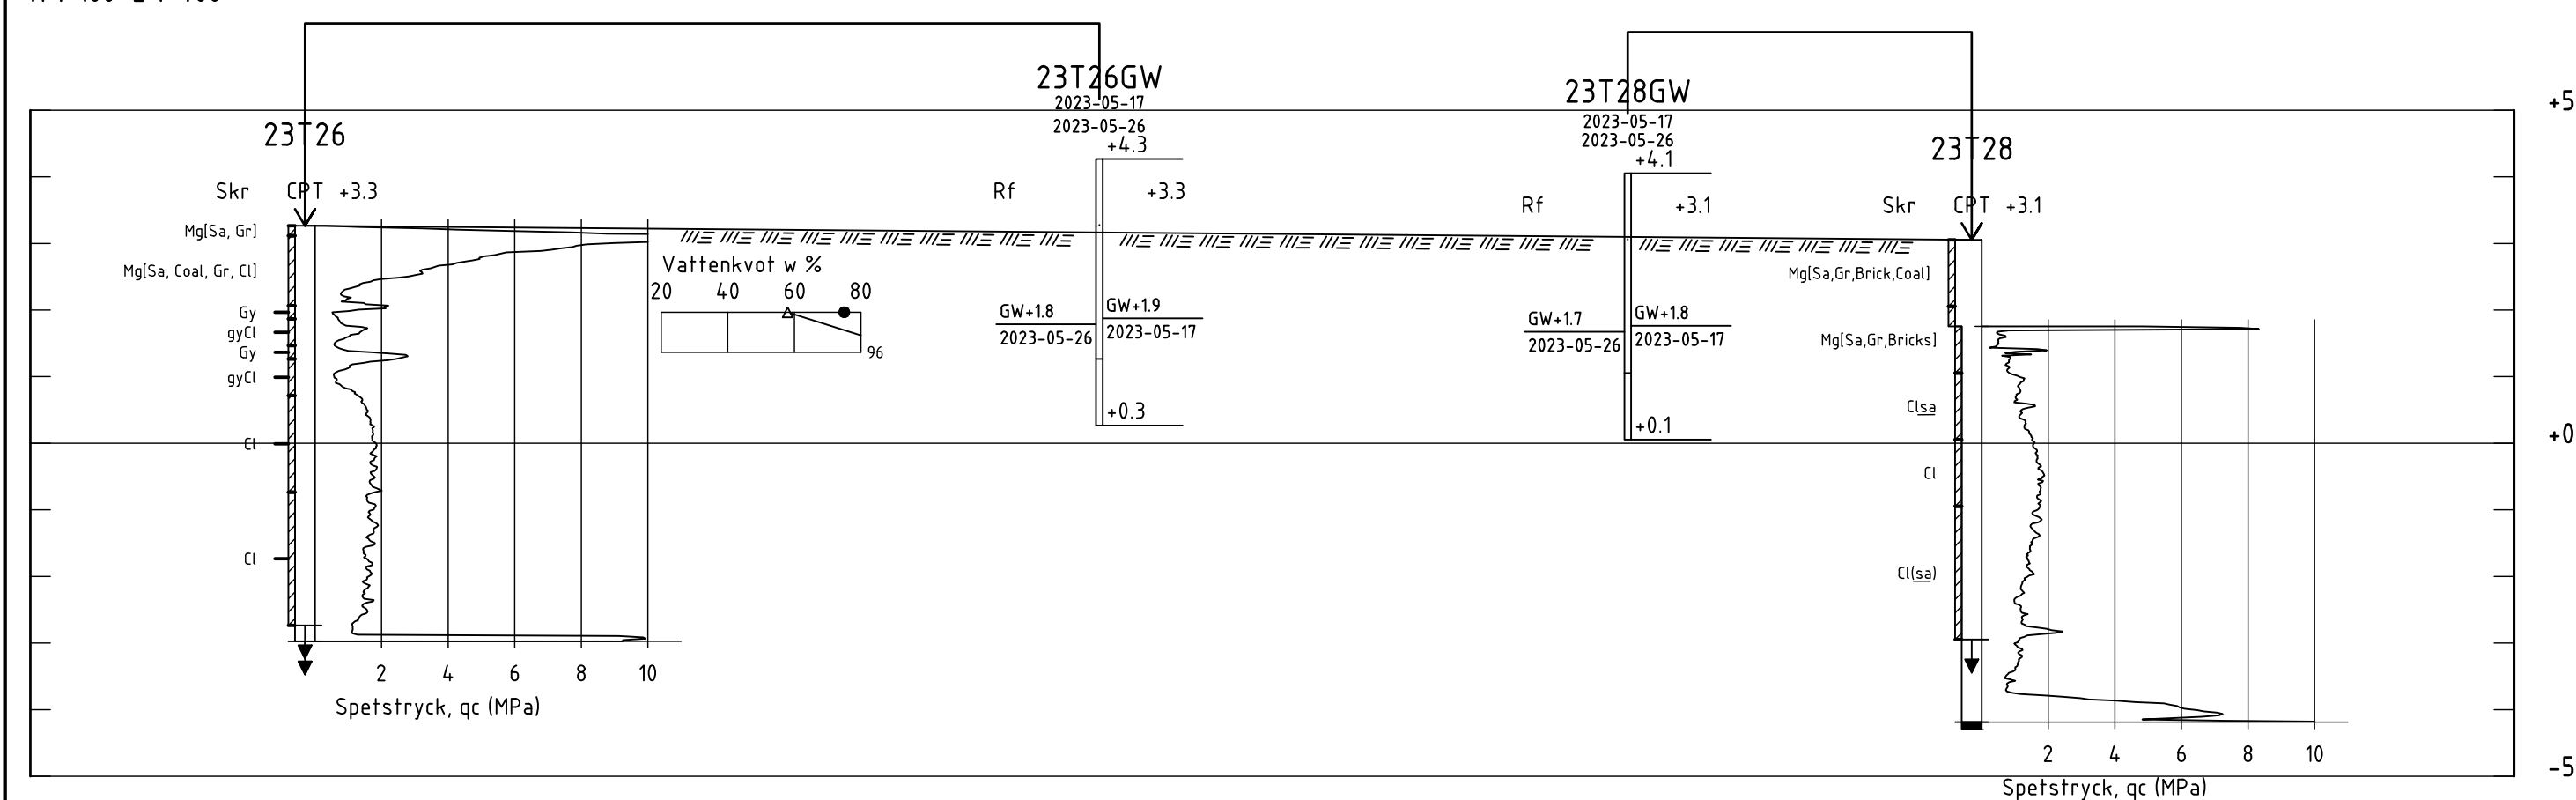 23T26GW
2023-05-17
2023-05-26
+4.3
23T28GW
2023-05-17
2023-05-26
+4.1
+5
23T26
23T28
Skr CPT +3.3
Rf +3.3
Rf +3.1
Skr CPT +3.1
Mg[Sa, Gr]
Mg[Sa, Coal, Gr, Cl]
Gy
gyCl
Gy
gyCl
Cl
Cl
Vattenkvot w %
20 40 60 80
96
GW+1.8
2023-05-26
GW+1.9
2023-05-17
+0.3
GW+1.7
2023-05-26
GW+1.8
2023-05-17
+0.1
Mg[Sa,Gr,Brick,Coal]
Mg[Sa,Gr,Bricks]
Clsa
Cl
Cl(sa)
+0
2 4 6 8 10
Spetstryck, qc (MPa)
2 4 6 8 10
Spetstryck, qc (MPa)
-5